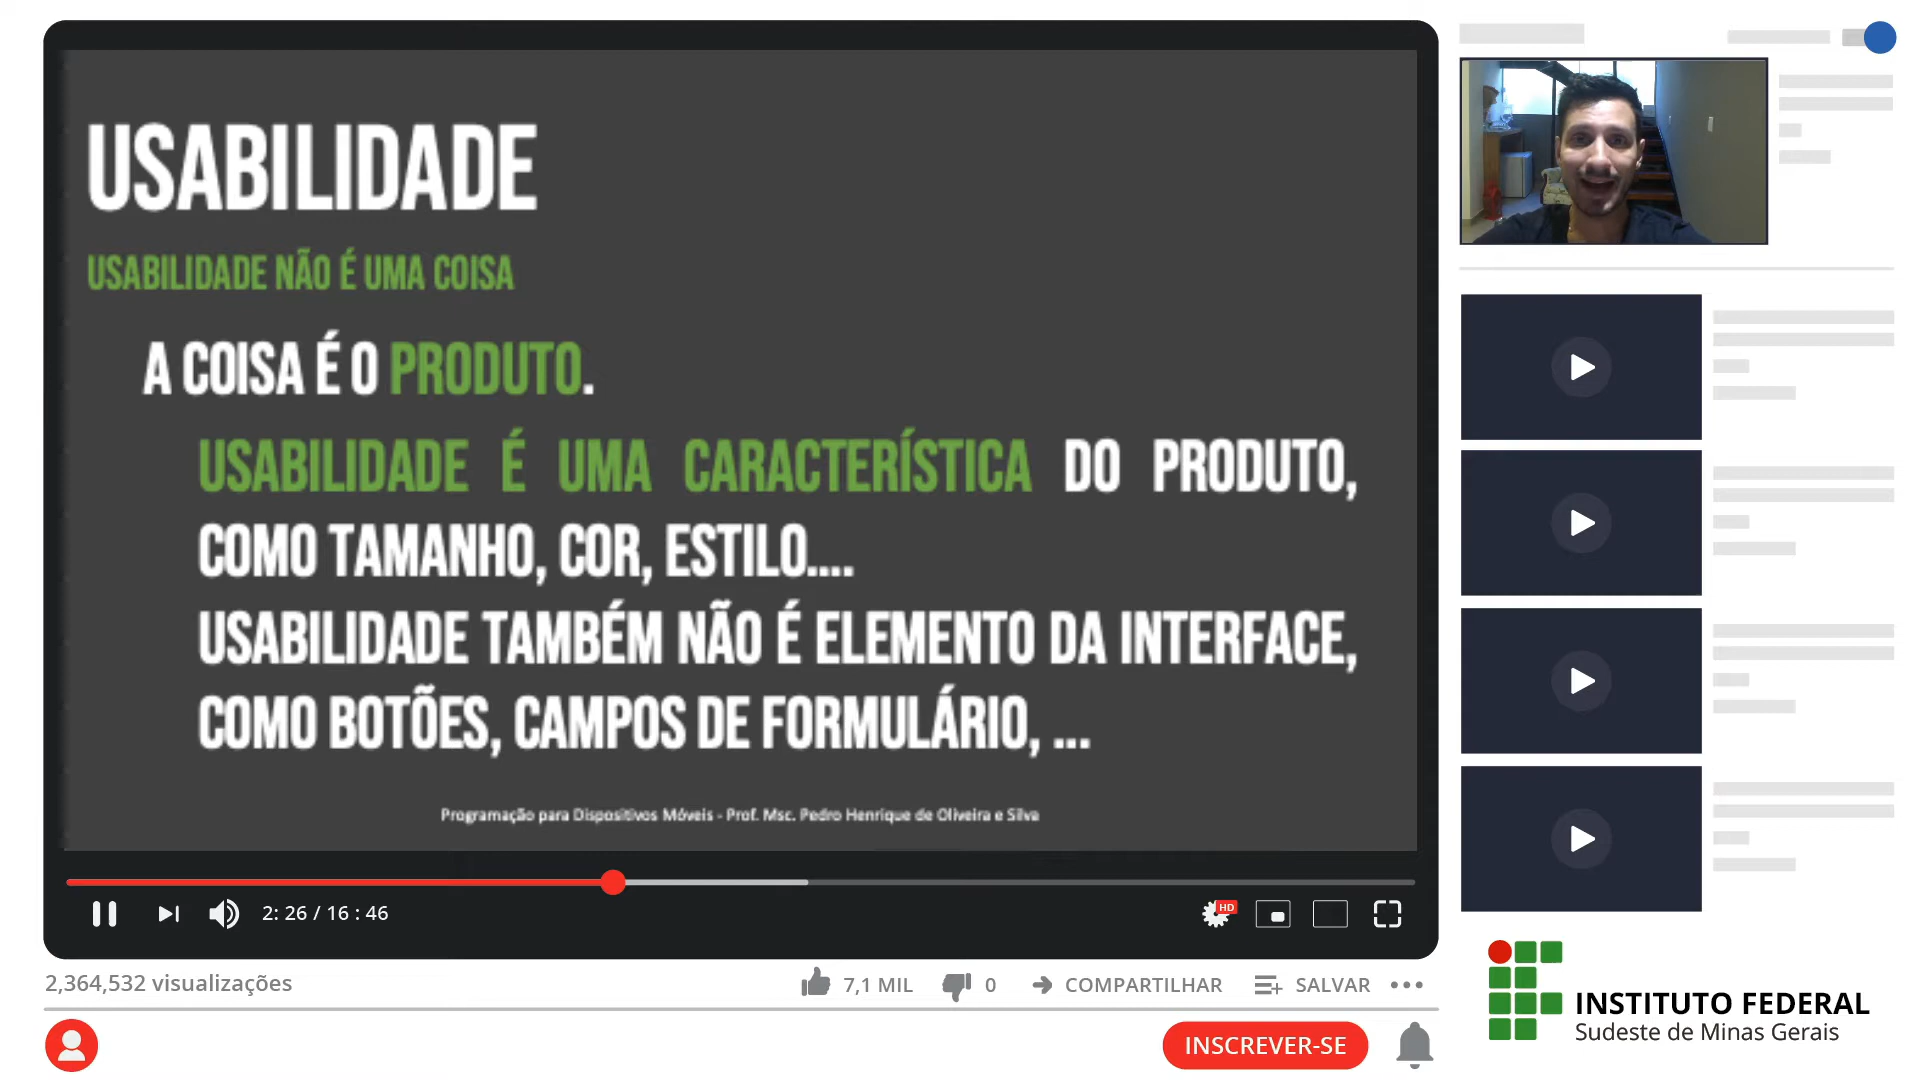 USABILIDADE
USABILIDADE NÃO É UMA COISA
A COISA É O PRODUTO.
USABILIDADE É UMA CARACTERÍSTICA DO PRODUTO,
COMO TAMANHO, COR, ESTILO....
USABILIDADE TAMBÉM NÃO É ELEMENTO DA INTERFACE,
COMO BOTÕES, CAMPOS DE FORMULÁRIO, ...
Programação para Dispositivos Móveis - Prof. Msc. Pedro Henrique de Oliveira e Silva
2: 26 / 16 : 46
HD
2,364,532 visualizações
7,1 MIL
0
COMPARTILHAR
SALVAR
INSCREVER-SE
INSTITUTO FEDERAL
Sudeste de Minas Gerais